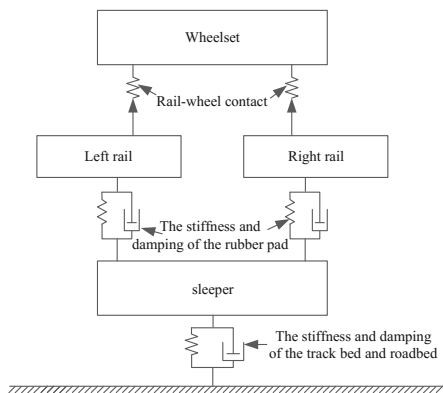 Wheelset
Rail-wheel contact
Left rail
Right rail
The stiffness and
damping of the rubber pad
sleeper
The stiffness and damping
of the track bed and roadbed